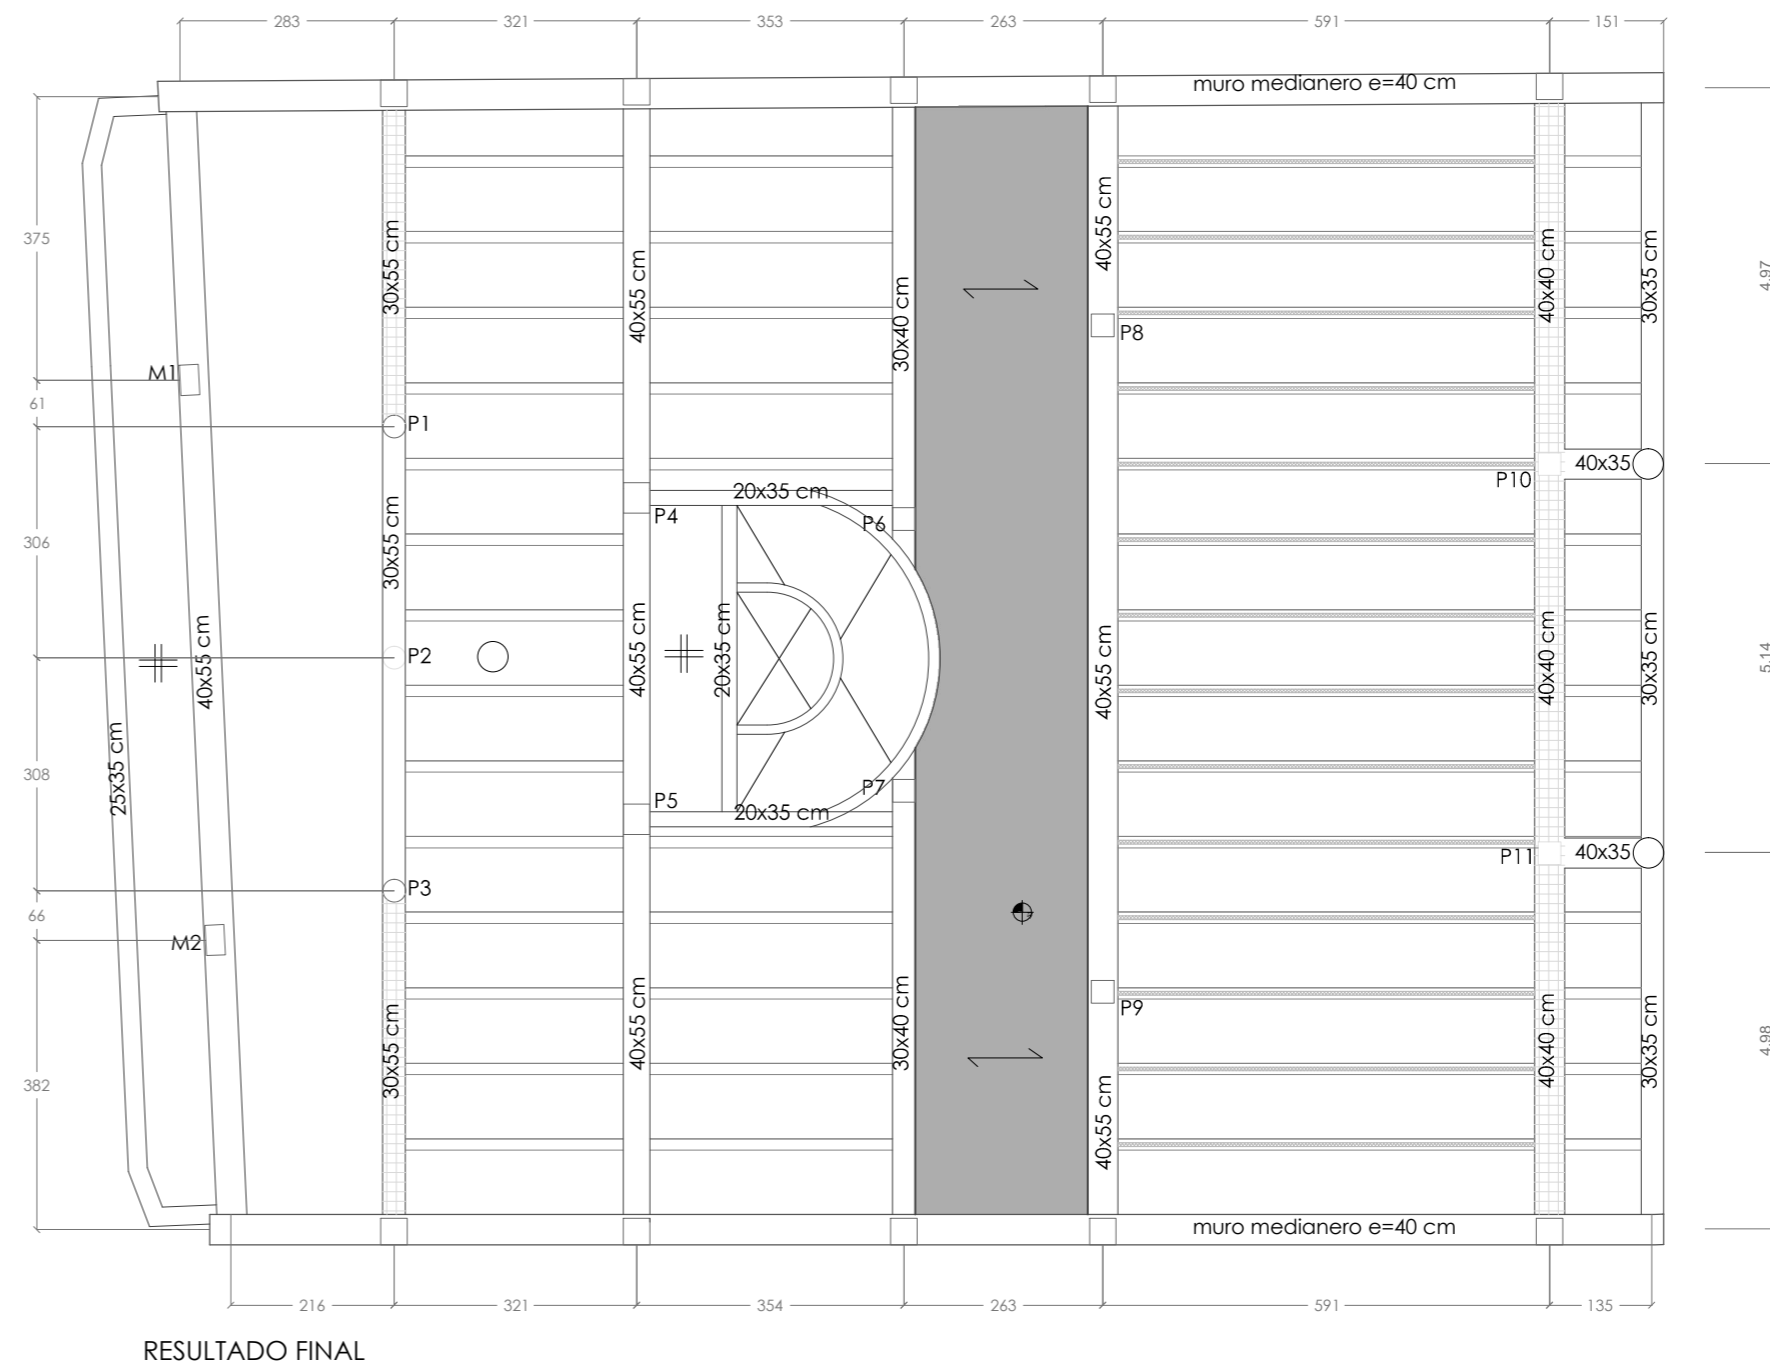 283
321
353
263
591
151
muro medianero e=40 cm
375
61
306
308
66
382
4.97
5.14
4.98
30x55 cm
40x55 cm
30x40 cm
40x55 cm
40x40 cm
30x35 cm
M1
P1
P8
P10
40x35
20x35 cm
P4
P6
30x55 cm
P2
40x55 cm
40x55 cm
20x35 cm
40x55 cm
40x40 cm
30x35 cm
25x35 cm
P5
P7
20x35 cm
P11
40x35
P3
M2
P9
30x55 cm
40x55 cm
30x40 cm
40x55 cm
40x40 cm
30x35 cm
muro medianero e=40 cm
216
321
354
263
591
135
RESULTADO FINAL